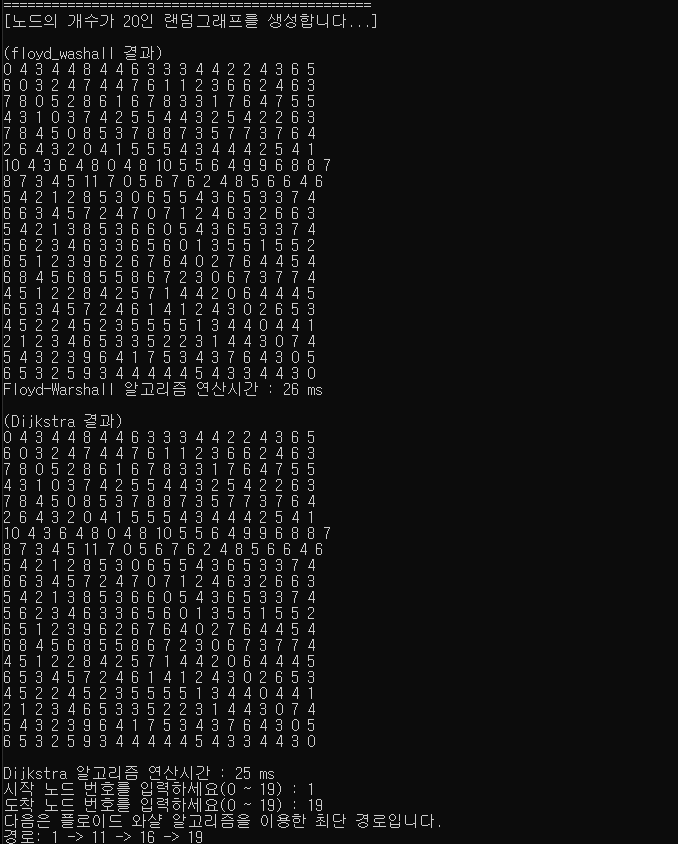 ==============================================
[노드의 개수가 20인 랜덤그래프를 생성합니다...]
(floyd_washall 결과)
0 4 3 4 4 8 4 4 6 3 3 3 4 4 2 2 4 3 6 5
6 0 3 2 4 7 4 4 7 6 1 1 2 3 6 6 2 4 6 3
7 8 0 5 2 8 6 1 6 7 8 3 3 1 7 6 4 7 5 5
4 3 1 0 3 7 4 2 5 5 4 4 3 2 5 4 2 2 6 3
7 8 4 5 0 8 5 3 7 8 8 7 3 5 7 7 3 7 6 4
2 6 4 3 2 0 4 1 5 5 5 4 3 4 4 4 2 5 4 1
10 4 3 6 4 8 0 4 8 10 5 5 6 4 9 9 6 8 8 7
8 7 3 4 5 11 7 0 5 6 7 6 2 4 8 5 6 6 4 6
5 4 2 1 2 8 5 3 0 6 5 5 4 3 6 5 3 3 7 4
6 6 3 4 5 7 2 4 7 0 7 1 2 4 6 3 2 6 6 3
5 4 2 1 3 8 5 3 6 6 0 5 4 3 6 5 3 3 7 4
5 6 2 3 4 6 3 3 6 5 6 0 1 3 5 5 1 5 5 2
6 5 1 2 3 9 6 2 6 7 6 4 0 2 7 6 4 4 5 4
6 8 4 5 6 8 5 5 8 6 7 2 3 0 6 7 3 7 7 4
4 5 1 2 2 8 4 2 5 7 1 4 4 2 0 6 4 4 4 5
6 5 3 4 5 7 2 4 6 1 4 1 2 4 3 0 2 6 5 3
4 5 2 2 4 5 2 3 5 5 5 5 1 3 4 4 0 4 4 1
2 1 2 3 4 6 5 3 3 5 2 2 3 1 4 4 3 0 7 4
5 4 3 2 3 9 6 4 1 7 5 3 4 3 7 6 4 3 0 5
6 5 3 2 5 9 3 4 4 4 4 4 5 4 3 3 4 4 3 0
Floyd-Warshall 알고리즘 연산시간 : 26 ms
(Dijkstra 결과)
0 4 3 4 4 8 4 4 6 3 3 3 4 4 2 2 4 3 6 5
6 0 3 2 4 7 4 4 7 6 1 1 2 3 6 6 2 4 6 3
7 8 0 5 2 8 6 1 6 7 8 3 3 1 7 6 4 7 5 5
4 3 1 0 3 7 4 2 5 5 4 4 3 2 5 4 2 2 6 3
7 8 4 5 0 8 5 3 7 8 8 7 3 5 7 7 3 7 6 4
2 6 4 3 2 0 4 1 5 5 5 4 3 4 4 4 2 5 4 1
10 4 3 6 4 8 0 4 8 10 5 5 6 4 9 9 6 8 8 7
8 7 3 4 5 11 7 0 5 6 7 6 2 4 8 5 6 6 4 6
5 4 2 1 2 8 5 3 0 6 5 5 4 3 6 5 3 3 7 4
6 6 3 4 5 7 2 4 7 0 7 1 2 4 6 3 2 6 6 3
5 4 2 1 3 8 5 3 6 6 0 5 4 3 6 5 3 3 7 4
5 6 2 3 4 6 3 3 6 5 6 0 1 3 5 5 1 5 5 2
6 5 1 2 3 9 6 2 6 7 6 4 0 2 7 6 4 4 5 4
6 8 4 5 6 8 5 5 8 6 7 2 3 0 6 7 3 7 7 4
4 5 1 2 2 8 4 2 5 7 1 4 4 2 0 6 4 4 4 5
6 5 3 4 5 7 2 4 6 1 4 1 2 4 3 0 2 6 5 3
4 5 2 2 4 5 2 3 5 5 5 5 1 3 4 4 0 4 4 1
2 1 2 3 4 6 5 3 3 5 2 2 3 1 4 4 3 0 7 4
5 4 3 2 3 9 6 4 1 7 5 3 4 3 7 6 4 3 0 5
6 5 3 2 5 9 3 4 4 4 4 4 5 4 3 3 4 4 3 0
Dijkstra 알고리즘 연산시간 : 25 ms
시작 노드 번호를 입력하세요(0 ~ 19) : 1
도착 노드 번호를 입력하세요(0 ~ 19) : 19
다음은 플로이드 와샬 알고리즘을 이용한 최단 경로입니다.
경로: 1 -> 11 -> 16 -> 19